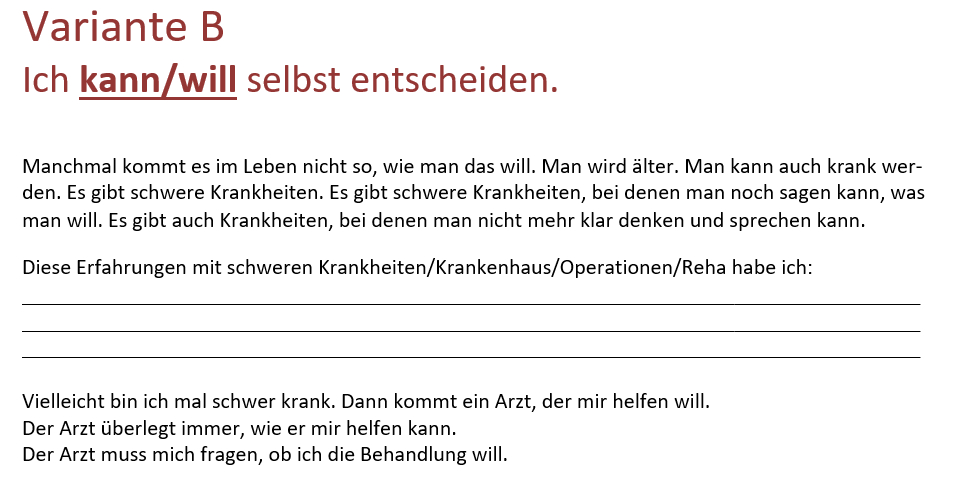 Variante B
Ich kann/will selbst entscheiden.
Manchmal kommt es im Leben nicht so, wie man das will. Man wird älter. Man kann auch krank wer-
den. Es gibt schwere Krankheiten. Es gibt schwere Krankheiten, bei denen man noch sagen kann, was
man will. Es gibt auch Krankheiten, bei denen man nicht mehr klar denken und sprechen kann.
Diese Erfahrungen mit schweren Krankheiten/Krankenhaus/Operationen/Reha habe ich:
Vielleicht bin ich mal schwer krank. Dann kommt ein Arzt, der mir helfen will.
Der Arzt überlegt immer, wie er mir helfen kann.
Der Arzt muss mich fragen, ob ich die Behandlung will.